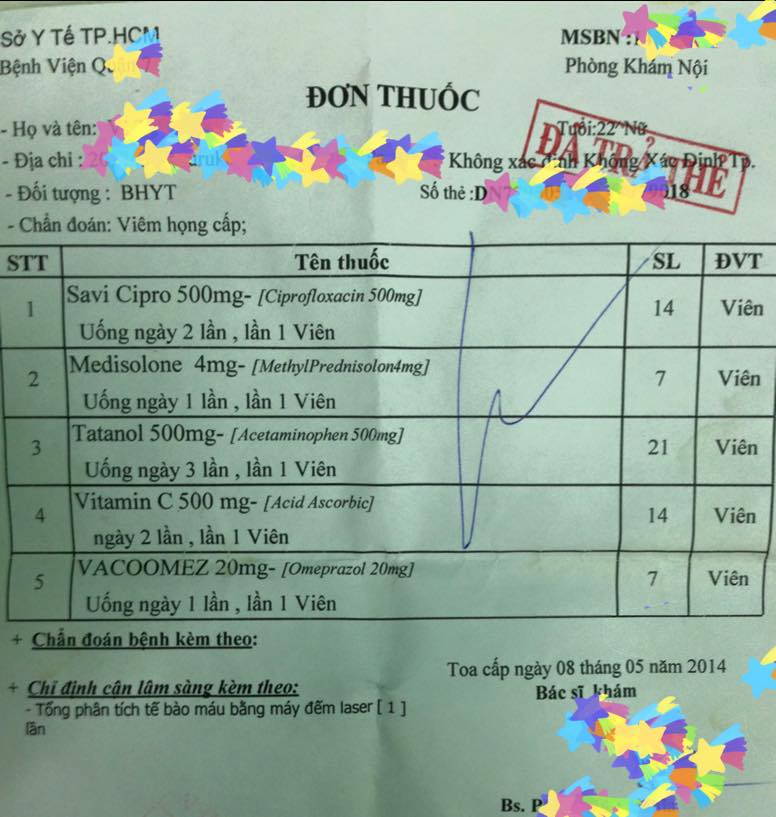 Sở Y Tế TP.HCM
MSBN :
Bệnh Viện
Phòng Khám Nội
ĐƠN THUỐC
- Họ và tên:
Tuổi:22 Nữ
ĐÃ TRẢ THẺ
- Địa chỉ :
Không xác định Không Xác Định Tp.
- Đối tượng : BHYT
Số thẻ :D
- Chẩn đoán: Viêm họng cấp;
STT Tên thuốc SL ĐVT
1 Savi Cipro 500mg- [Ciprofloxacin 500mg] 14 Viên
Uống ngày 2 lần , lần 1 Viên
2 Medisolone 4mg- [MethylPrednisolon4mg] 7 Viên
Uống ngày 1 lần , lần 1 Viên
3 Tatanol 500mg- [Acetaminophen 500mg] 21 Viên
Uống ngày 3 lần , lần 1 Viên
4 Vitamin C 500 mg- [Acid Ascorbic] 14 Viên
ngày 2 lần , lần 1 Viên
5 VACOOMEZ 20mg- [Omeprazol 20mg] 7 Viên
Uống ngày 1 lần , lần 1 Viên
+ Chẩn đoán bệnh kèm theo:
Toa cấp ngày 08 tháng 05 năm 2014
+ Chỉ định cận lâm sàng kèm theo:
Bác sĩ khám
- Tổng phân tích tế bào máu bằng máy đếm laser [ 1 ]
lần
Bs.